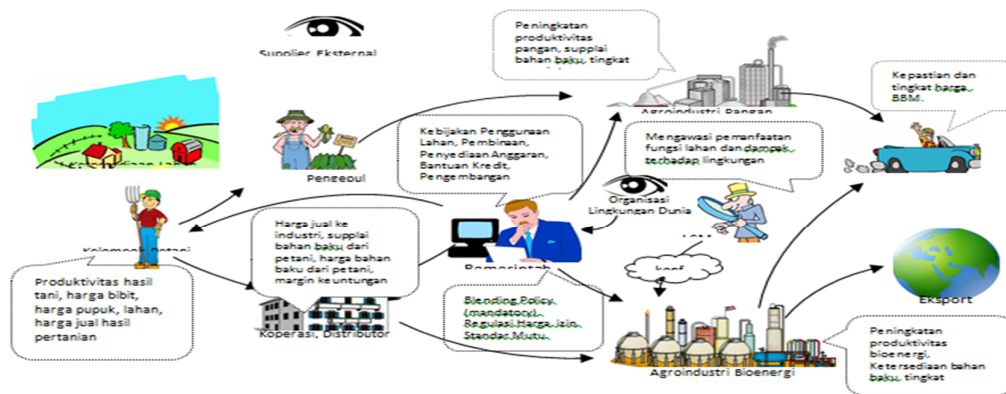 Supplier Eksternal
Peningkatan
produktivitas
pangan, supplai
bahan baku, tingkat
Agroindustri Pangan
Kepastian dan
tingkat harga
BBM.
Pengepul
Kebijakan Penggunaan
Lahan, Pembinaan,
Penyediaan Anggaran,
Bantuan Kredit,
Pengembangan
Mengawasi pemanfaatan
fungsi lahan dan dampak
terhadap lingkungan
Organisasi
Lingkungan Dunia
LSM
Kelompok Petani
Harga jual ke
industri, supplai
bahan baku dari
petani, harga bahan
baku dari petani,
margin keuntungan
Pemerintah
Produktivitas hasil
tani, harga bibit,
harga pupuk, lahan,
harga jual hasil
pertanian
Koperasi, Distributor
Blending Policy
(mandatory)
Regulasi Harga, izin
Standar Mutu
Agroindustri Bioenergi
Eksport
Peningkatan
produktivitas
bioenergi,
Ketersediaan bahan
baku, tingkat